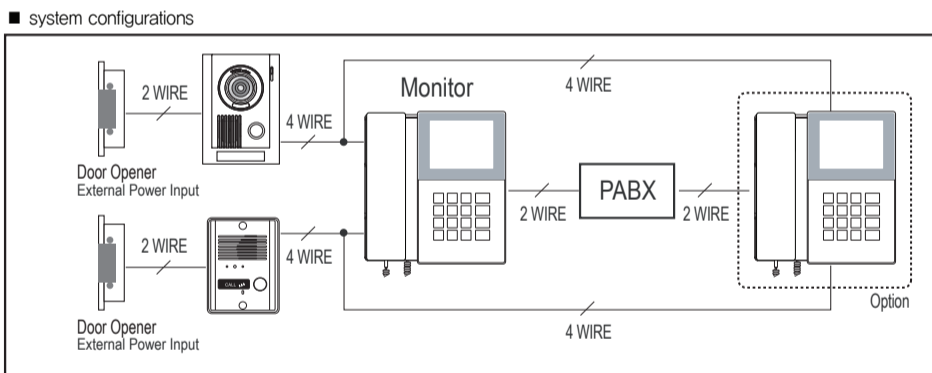 ■ system configurations
4 WIRE
Monitor
2 WIRE
4 WIRE
Door Opener
External Power Input
2 WIRE
PABX
2 WIRE
2 WIRE
4 WIRE
CALL
Option
Door Opener
External Power Input
4 WIRE